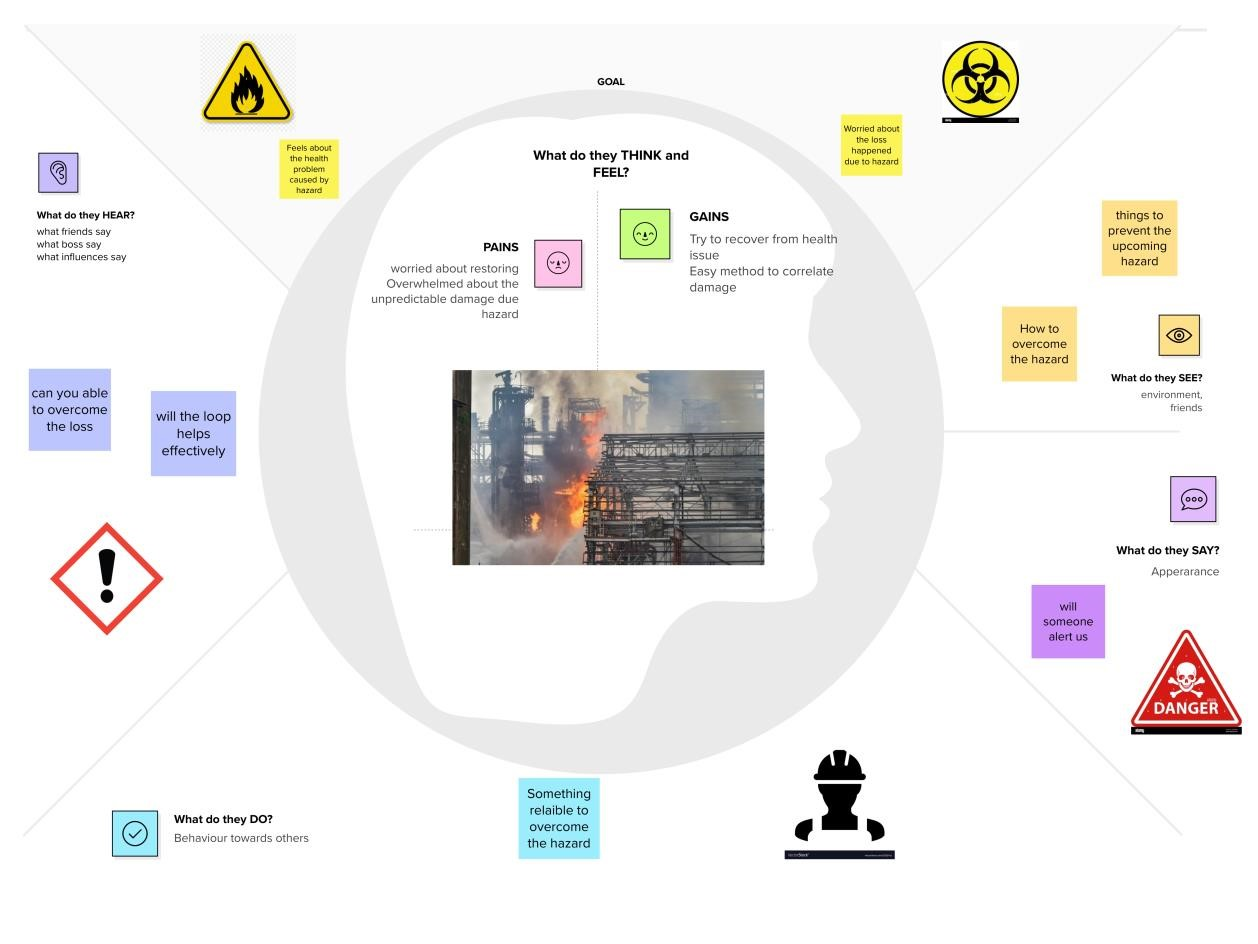 GOAL
What do they THINK and
FEEL?
Feels about
the health
problem
caused by
hazard
Worried about
the loss
happened
due to hazard
What do they HEAR?
what friends say
what boss say
what influences say
PAINS
worried about restoring
Overwhelmed about the
unpredictable damage due
hazard
GAINS
Try to recover from health
issue
Easy method to correlate
damage
things to
prevent the
upcoming
hazard
How to
overcome
the hazard
What do they SEE?
environment,
friends
can you able
to overcome
the loss
will the loop
helps
effectively
What do they SAY?
Apperarance
will
someone
alert us
DANGER
What do they DO?
Behaviour towards others
Something
relaible to
overcome
the hazard
VectorStock